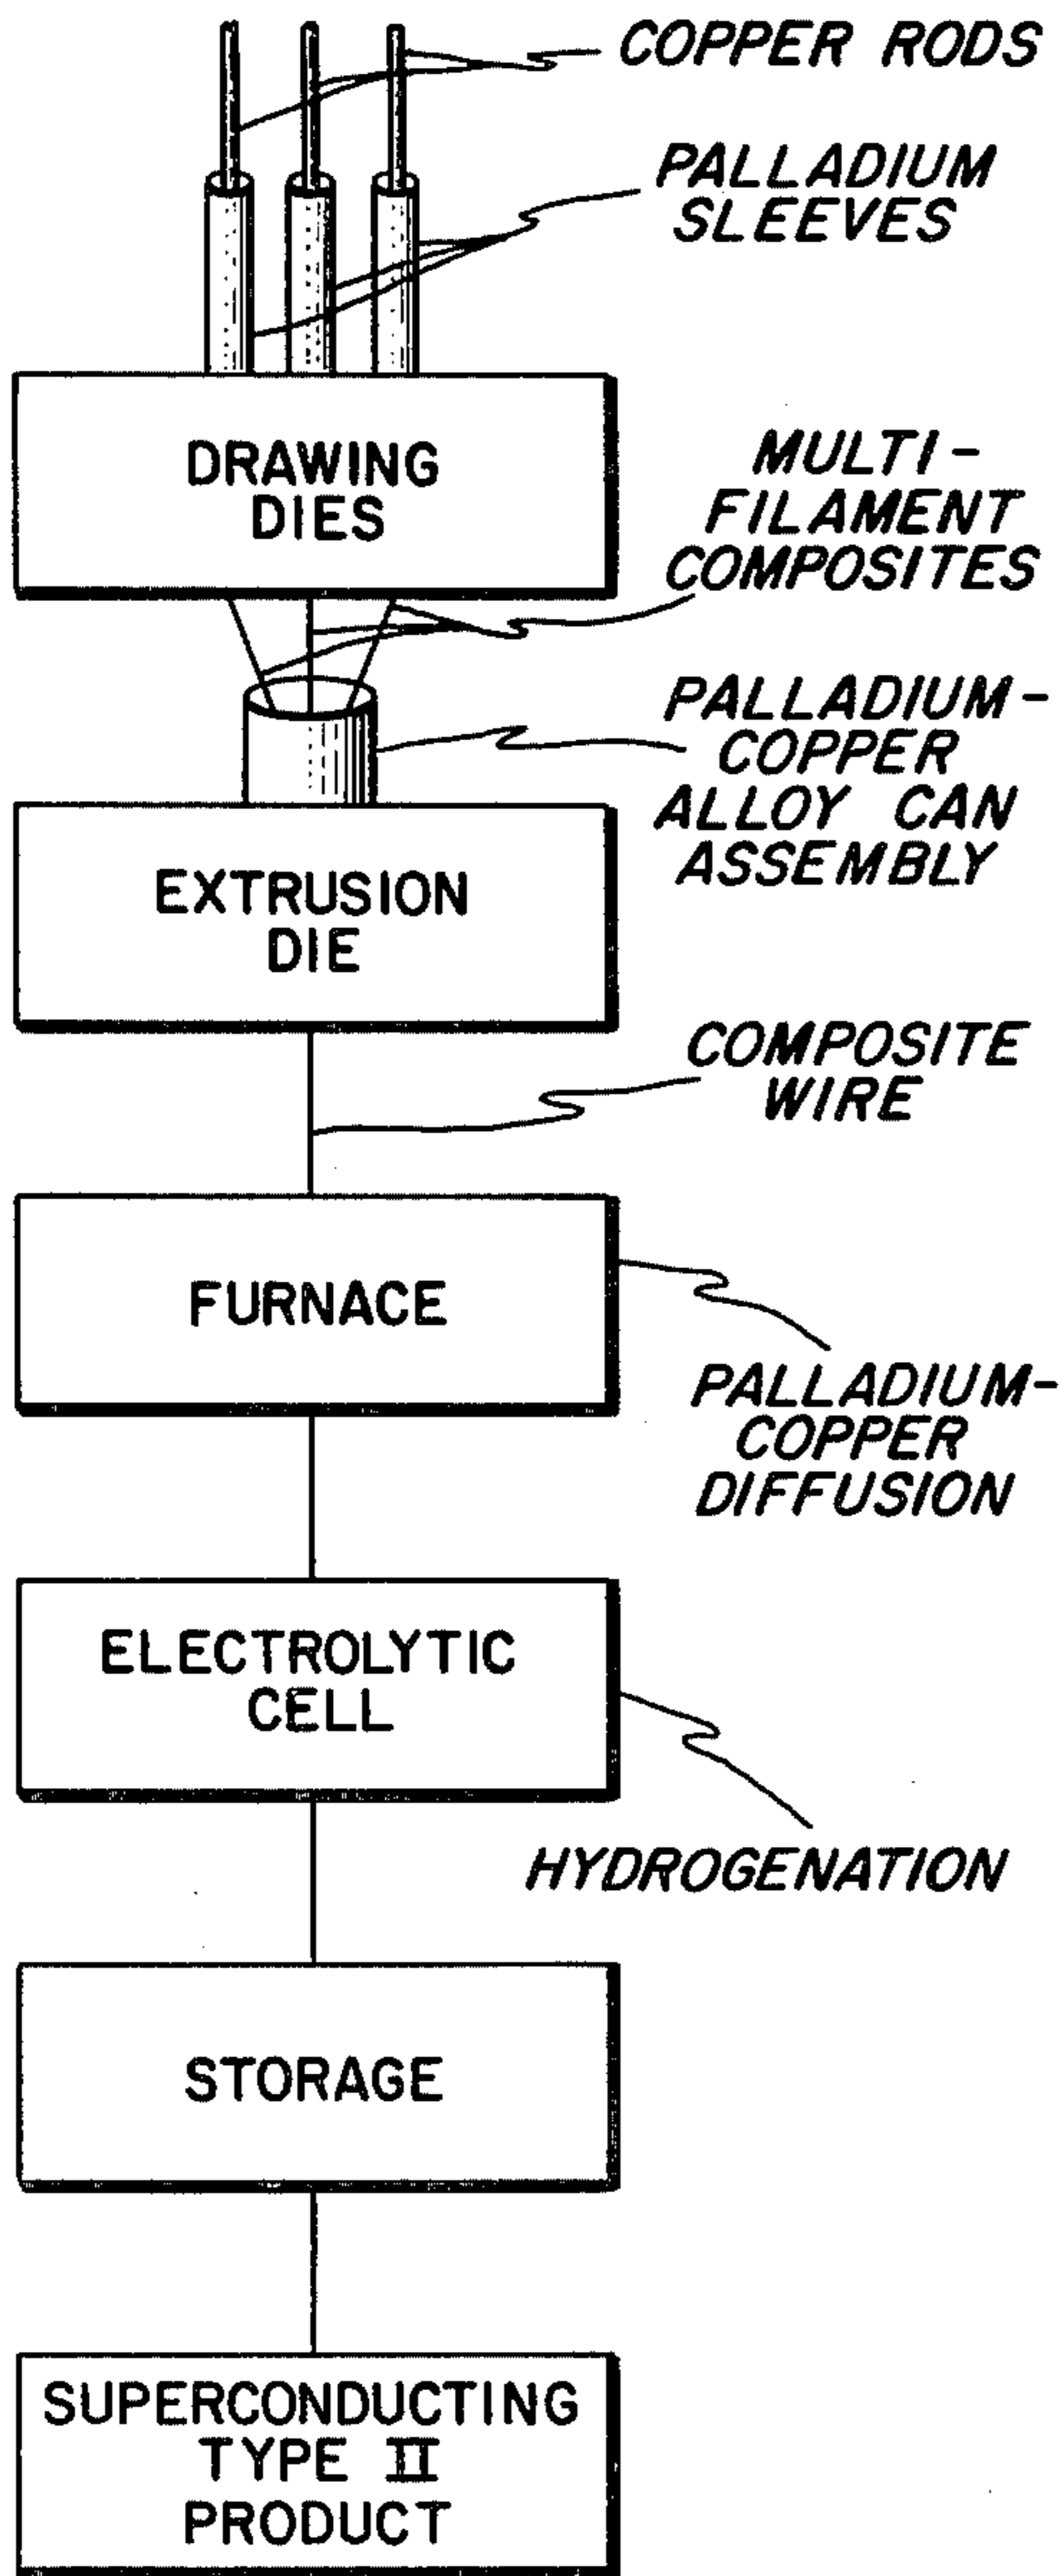 COPPER RODS
PALLADIUM
SLEEVES
DRAWING
DIES
MULTI-
FILAMENT
COMPOSITES
PALLADIUM-
COPPER
ALLOY CAN
ASSEMBLY
EXTRUSION
DIE
COMPOSITE
WIRE
FURNACE
PALLADIUM-
COPPER
DIFFUSION
ELECTROLYTIC
CELL
HYDROGENATION
STORAGE
SUPERCONDUCTING
TYPE II
PRODUCT